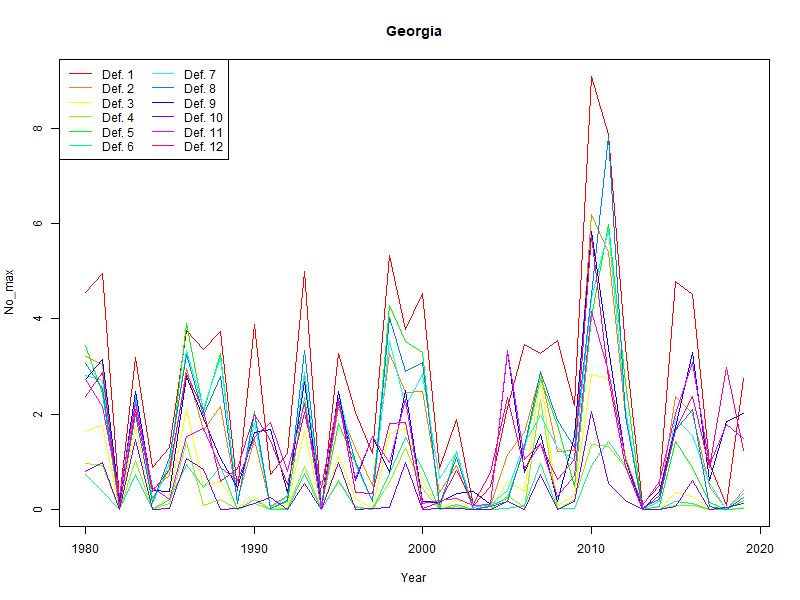 Georgia
Def. 1 Def. 7
Def. 2 Def. 8
Def. 3 Def. 9
Def. 4 Def. 10
Def. 5 Def. 11
Def. 6 Def. 12
8
6
4
2
0
No_max
1980 1990 2000 2010 2020
Year